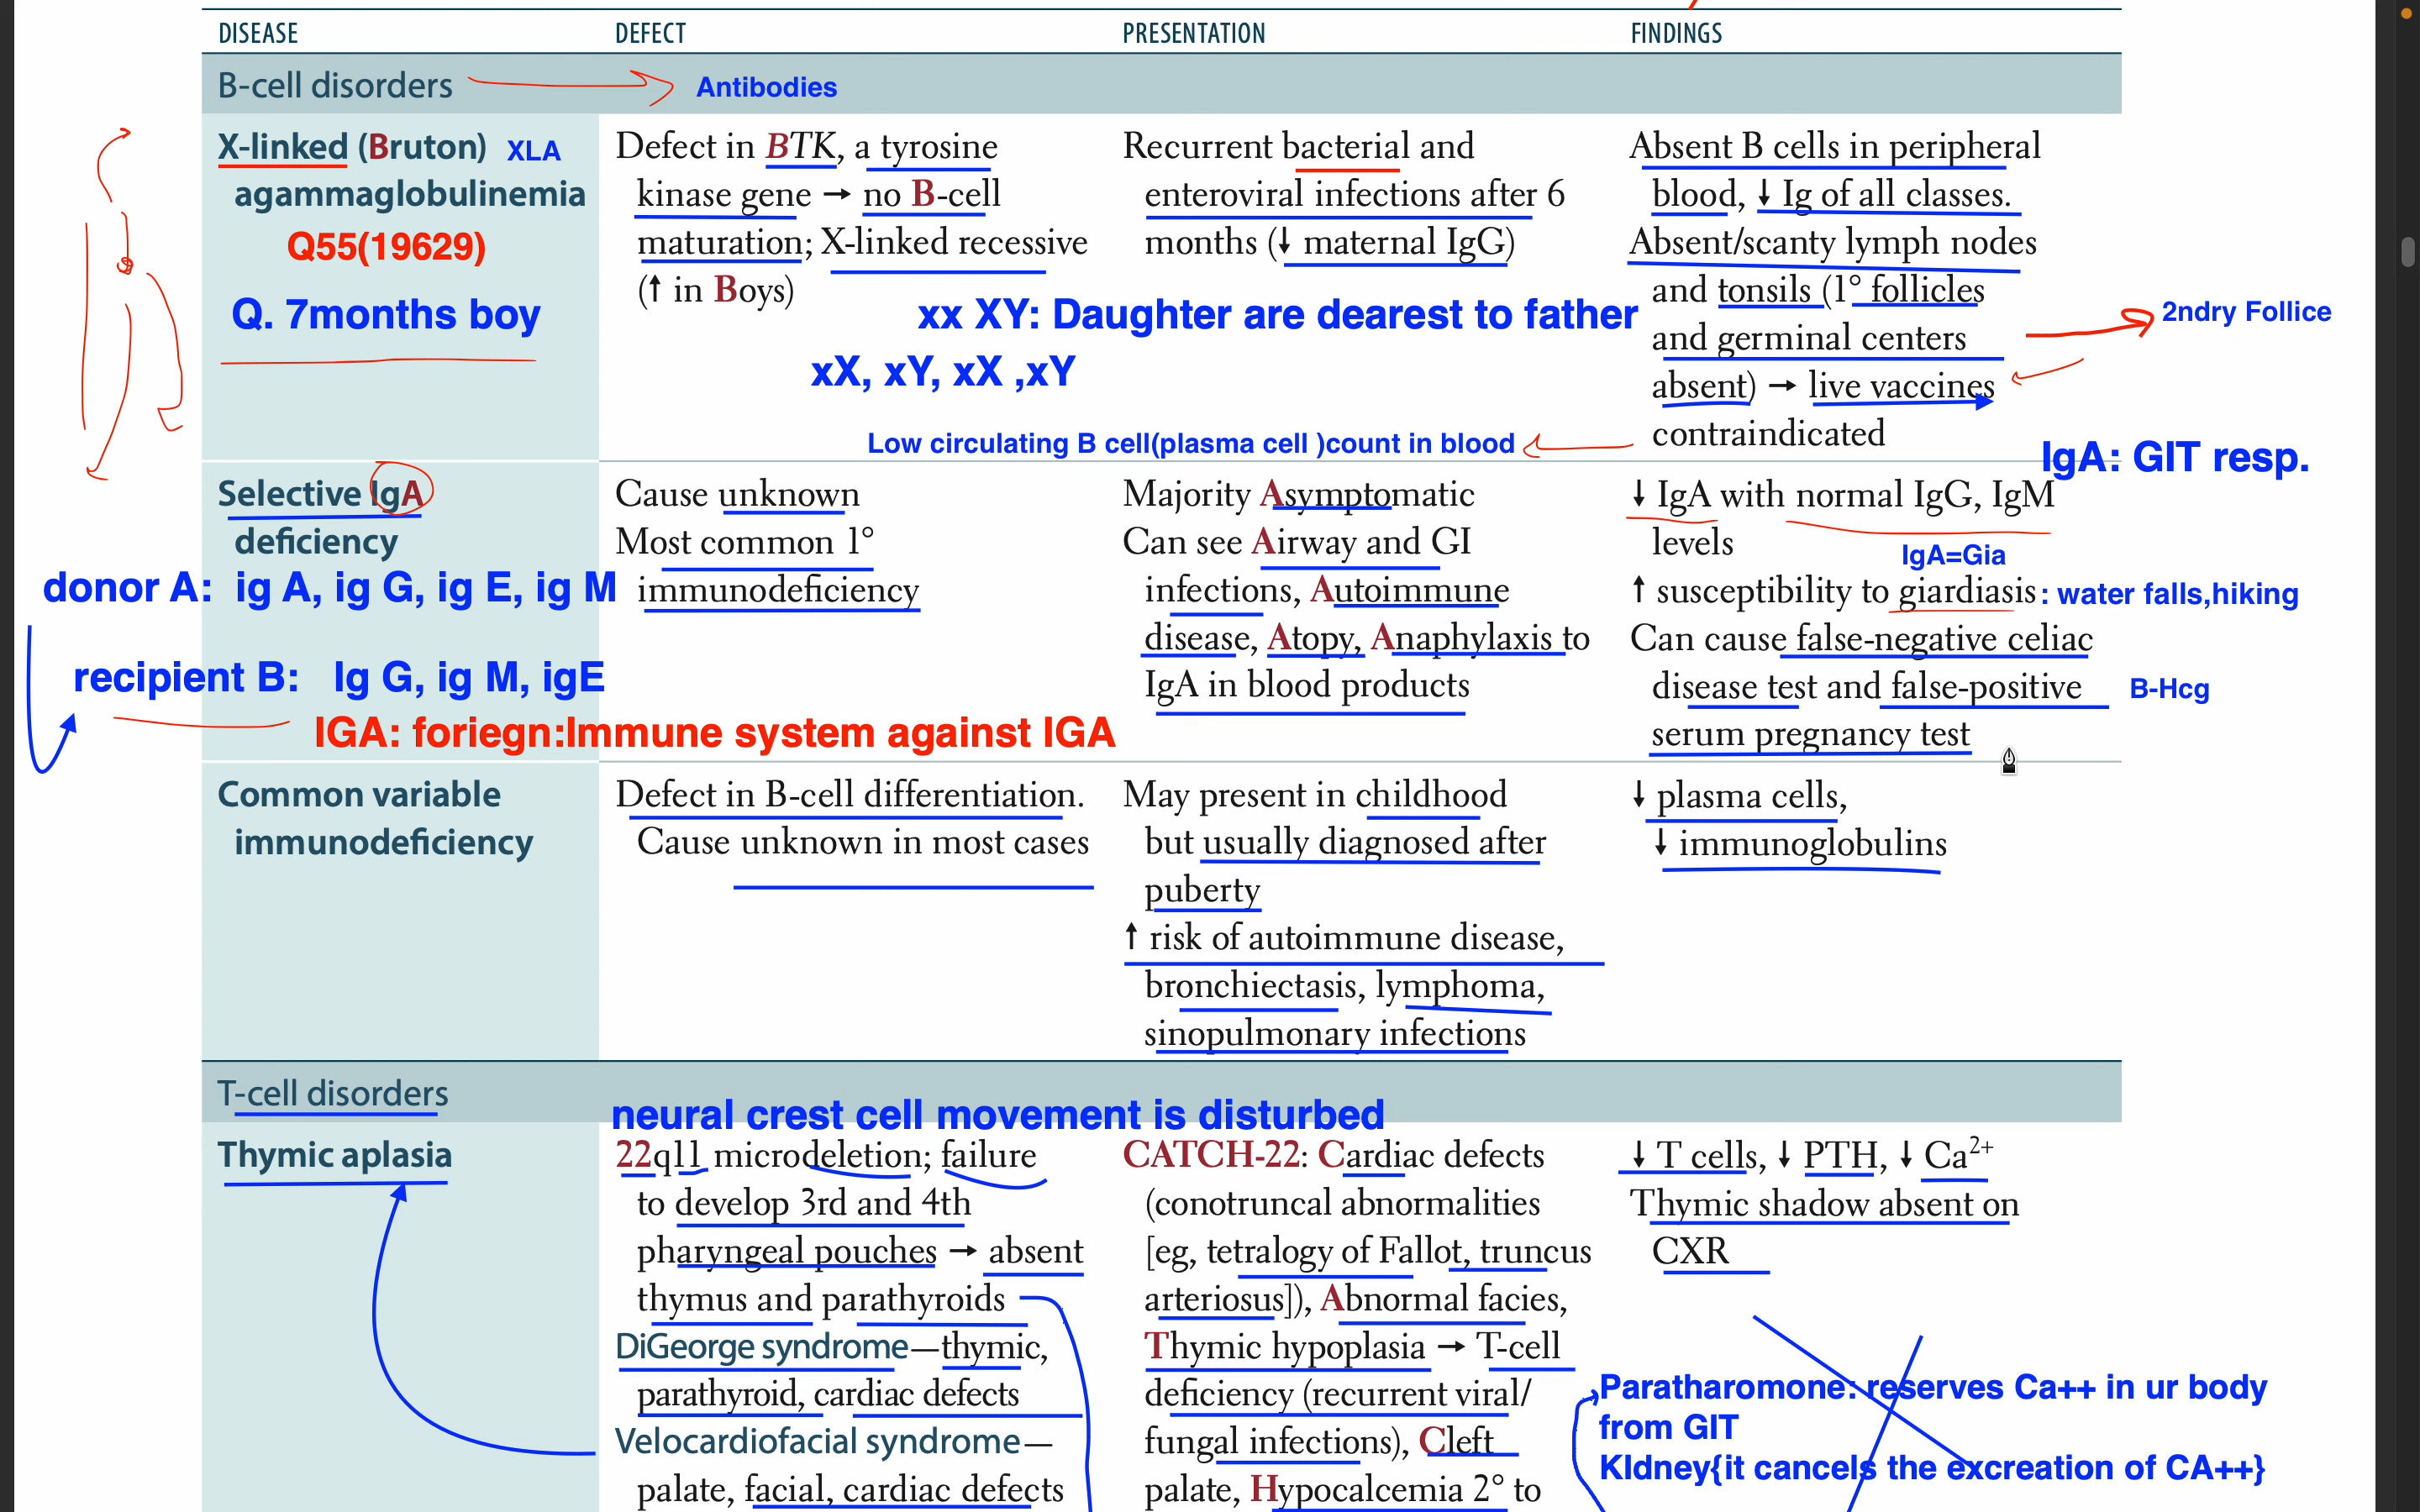 DISEASE DEFECT PRESENTATION FINDINGS
B-cell disorders Antibodies
X-linked (Bruton) XLA
agammaglobulinemia
Q55(19629)
Q. 7months boy
Defect in BTK, a tyrosine
kinase gene → no B-cell
maturation; X-linked recessive
(↑ in Boys)
xx XY: Daughter are dearest to father
xX, xY, xX ,xY
Recurrent bacterial and
enteroviral infections after 6
months (↓ maternal IgG)
Absent B cells in peripheral
blood, ↓ Ig of all classes.
Absent/scanty lymph nodes
and tonsils (1° follicles
and germinal centers
absent) → live vaccines
contraindicated
2ndry Follice
Low circulating B cell(plasma cell )count in blood
IgA: GIT resp.
Selective IgA
deficiency
donor A: ig A, ig G, ig E, ig M
recipient B: Ig G, ig M, igE
IGA: foriegn:Immune system against IGA
Cause unknown
Most common 1°
immunodeficiency
Majority Asymptomatic
Can see Airway and GI
infections, Autoimmune
disease, Atopy, Anaphylaxis to
IgA in blood products
↓ IgA with normal IgG, IgM
levels
IgA=Gia
↑ susceptibility to giardiasis : water falls,hiking
Can cause false-negative celiac
disease test and false-positive B-Hcg
serum pregnancy test
Common variable
immunodeficiency
Defect in B-cell differentiation.
Cause unknown in most cases
May present in childhood
but usually diagnosed after
puberty
↑ risk of autoimmune disease,
bronchiectasis, lymphoma,
sinopulmonary infections
↓ plasma cells,
↓ immunoglobulins
T-cell disorders
neural crest cell movement is disturbed
Thymic aplasia
22q11 microdeletion; failure
to develop 3rd and 4th
pharyngeal pouches → absent
thymus and parathyroids
DiGeorge syndrome—thymic,
parathyroid, cardiac defects
Velocardiofacial syndrome—
palate, facial, cardiac defects
CATCH-22: Cardiac defects
(conotruncal abnormalities
[eg, tetralogy of Fallot, truncus
arteriosus]), Abnormal facies,
Thymic hypoplasia → T-cell
deficiency (recurrent viral/
fungal infections), Cleft
palate, Hypocalcemia 2° to
↓ T cells, ↓ PTH, ↓ Ca2+
Thymic shadow absent on
CXR
Paratharomone: reserves Ca++ in ur body
from GIT
KIdney{it cancels the excreation of CA++}